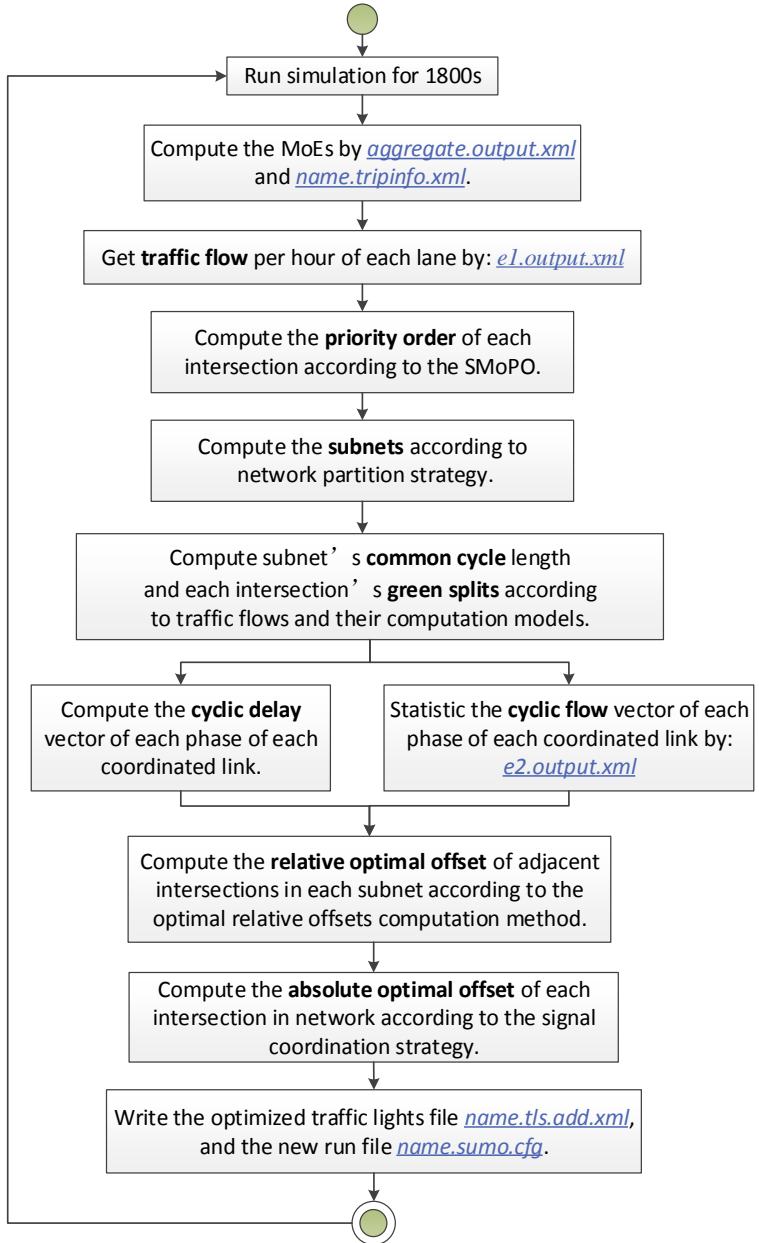 Run simulation for 1800s
Compute the MoEs by aggregate.output.xml
and name.tripinfo.xml.
Get traffic flow per hour of each lane by: e1.output.xml
Compute the priority order of each
intersection according to the SMoPO.
Compute the subnets according to
network partition strategy.
Compute subnet’s common cycle length
and each intersection’s green splits according
to traffic flows and their computation models.
Compute the cyclic delay
vector of each phase of each
coordinated link.
Statistic the cyclic flow vector of each
phase of each coordinated link by:
e2.output.xml
Compute the relative optimal offset of adjacent
intersections in each subnet according to the
optimal relative offsets computation method.
Compute the absolute optimal offset of each
intersection in network according to the signal
coordination strategy.
Write the optimized traffic lights file name.tls.add.xml,
and the new run file name.sumo.cfg.